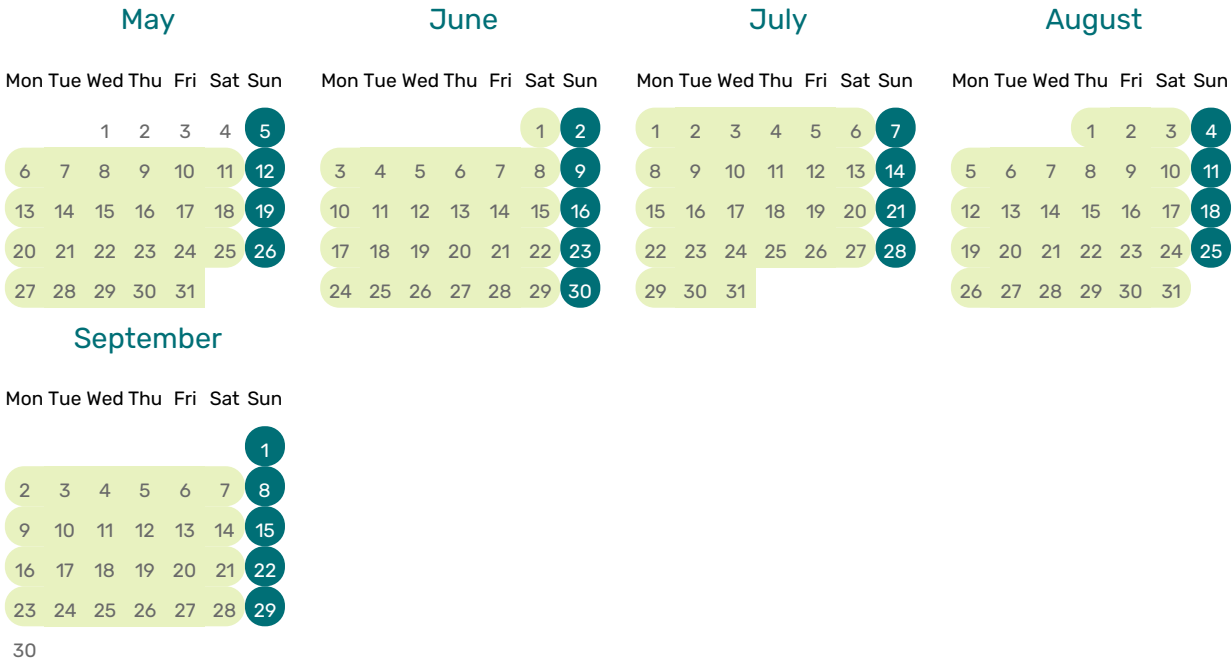 May
Mon Tue Wed Thu Fri Sat Sun
1 2 3 4 5
6 7 8 9 10 11 12
13 14 15 16 17 18 19
20 21 22 23 24 25 26
27 28 29 30 31
June
Mon Tue Wed Thu Fri Sat Sun
1 2
3 4 5 6 7 8 9
10 11 12 13 14 15 16
17 18 19 20 21 22 23
24 25 26 27 28 29 30
July
Mon Tue Wed Thu Fri Sat Sun
1 2 3 4 5 6 7
8 9 10 11 12 13 14
15 16 17 18 19 20 21
22 23 24 25 26 27 28
29 30 31
August
Mon Tue Wed Thu Fri Sat Sun
1 2 3 4
5 6 7 8 9 10 11
12 13 14 15 16 17 18
19 20 21 22 23 24 25
26 27 28 29 30 31
September
Mon Tue Wed Thu Fri Sat Sun
1
2 3 4 5 6 7 8
9 10 11 12 13 14 15
16 17 18 19 20 21 22
23 24 25 26 27 28 29
30